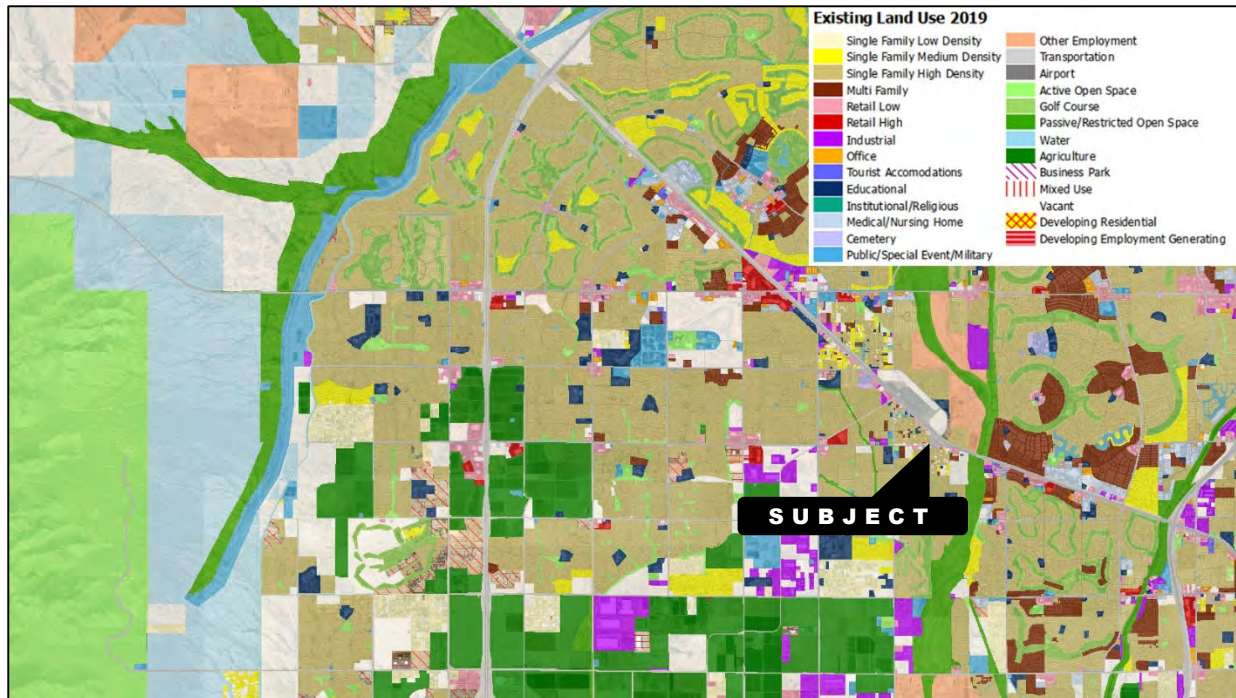 Existing Land Use 2019
Single Family Low Density
Single Family Medium Density
Single Family High Density
Multi Family
Retail Low
Retail High
Industrial
Office
Tourist Accomodations
Educational
Institutional/Religious
Medical/Nursing Home
Cemetery
Public/Special Event/Military
Other Employment
Transportation
Airport
Active Open Space
Golf Course
Passive/Restricted Open Space
Water
Agriculture
Business Park
Mixed Use
Vacant
Developing Residential
Developing Employment Generating
SUBJECT